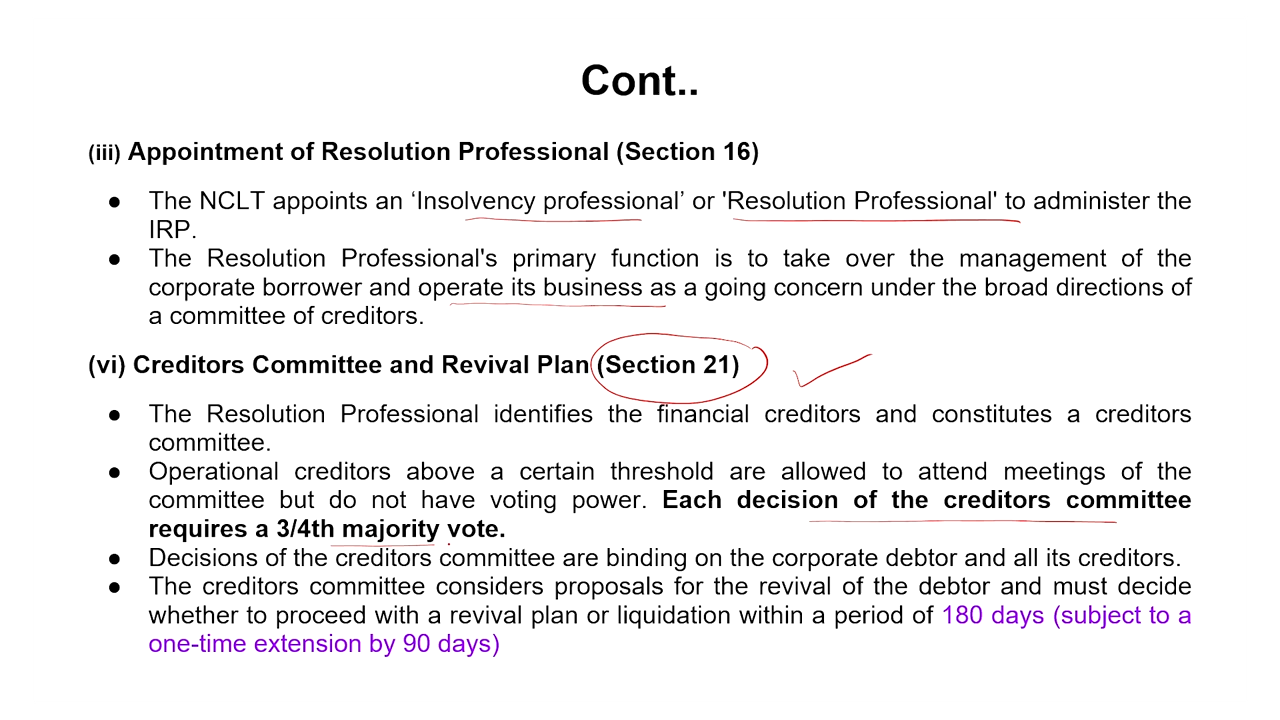 Cont..
(iii) Appointment of Resolution Professional (Section 16)
● The NCLT appoints an ‘Insolvency professional’ or 'Resolution Professional' to administer the
IRP.
● The Resolution Professional's primary function is to take over the management of the
corporate borrower and operate its business as a going concern under the broad directions of
a committee of creditors.
(vi) Creditors Committee and Revival Plan (Section 21)
● The Resolution Professional identifies the financial creditors and constitutes a creditors
committee.
● Operational creditors above a certain threshold are allowed to attend meetings of the
committee but do not have voting power. Each decision of the creditors committee
requires a 3/4th majority vote.
● Decisions of the creditors committee are binding on the corporate debtor and all its creditors.
● The creditors committee considers proposals for the revival of the debtor and must decide
whether to proceed with a revival plan or liquidation within a period of 180 days (subject to a
one-time extension by 90 days)